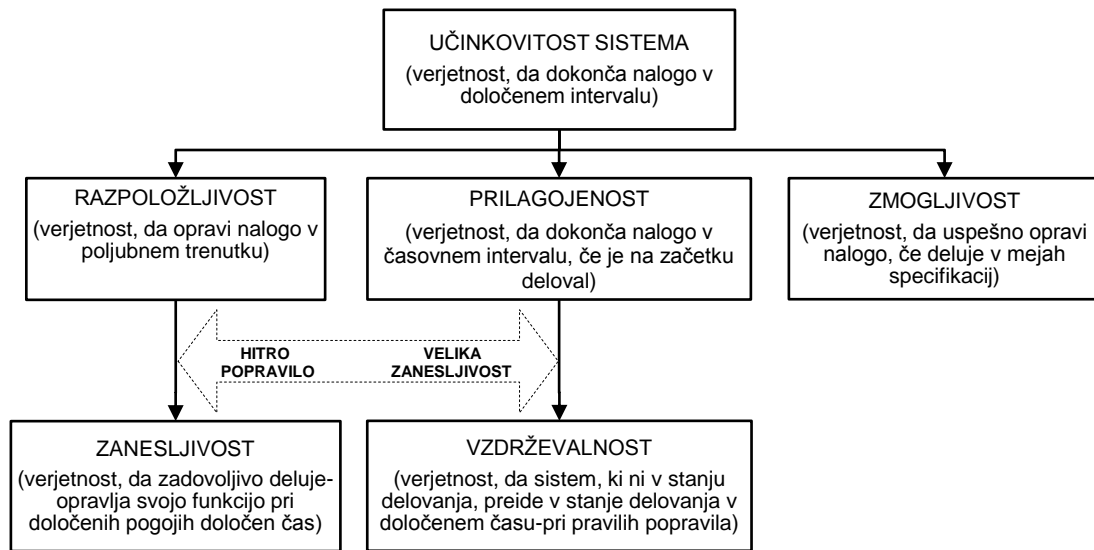 UČINKOVITOST SISTEMA
(verjetnost, da dokonča nalogo v
določenem intervalu)
RAZPOLOŽLJIVOST
(verjetnost, da opravi nalogo v
poljubnem trenutku)
PRILAGOJENOST
(verjetnost, da dokonča nalogo v
časovnem intervalu, če je na začetku
deloval)
ZMOGLJIVOST
(verjetnost, da uspešno opravi
nalogo, če deluje v mejah
specifikacij)
HITRO
POPRAVILO
VELIKA
ZANESLJIVOST
ZANESLJIVOST
(verjetnost, da zadovoljivo deluje-
opravlja svojo funkcijo pri
določenih pogojih določen čas)
VZDRŽEVALNOST
(verjetnost, da sistem, ki ni v stanju
delovanja, preide v stanje delovanja v
določenem času-pri pravilih popravila)